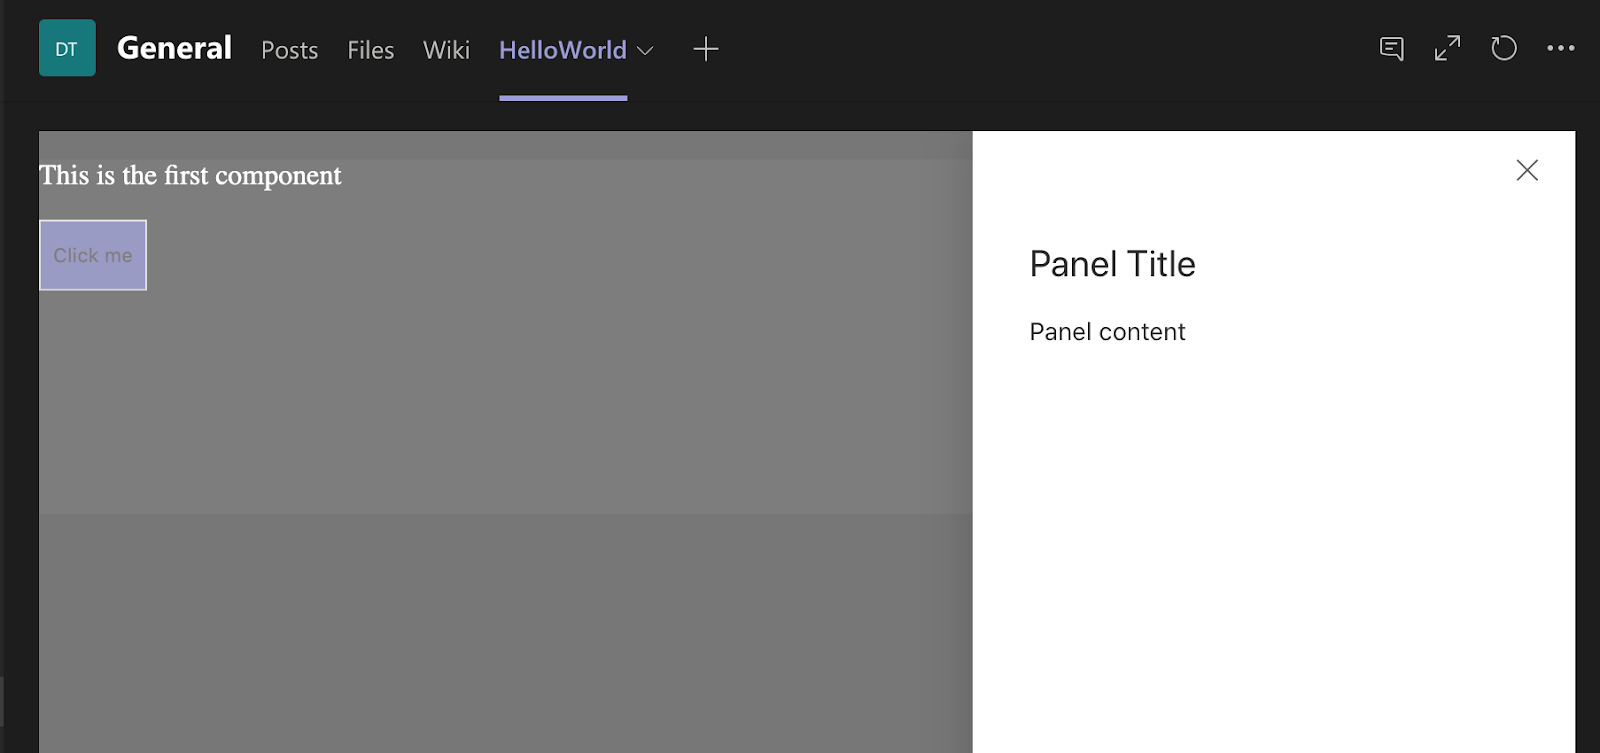 DT General Posts Files Wiki HelloWorld
This is the first component
Click me
Panel Title
Panel content